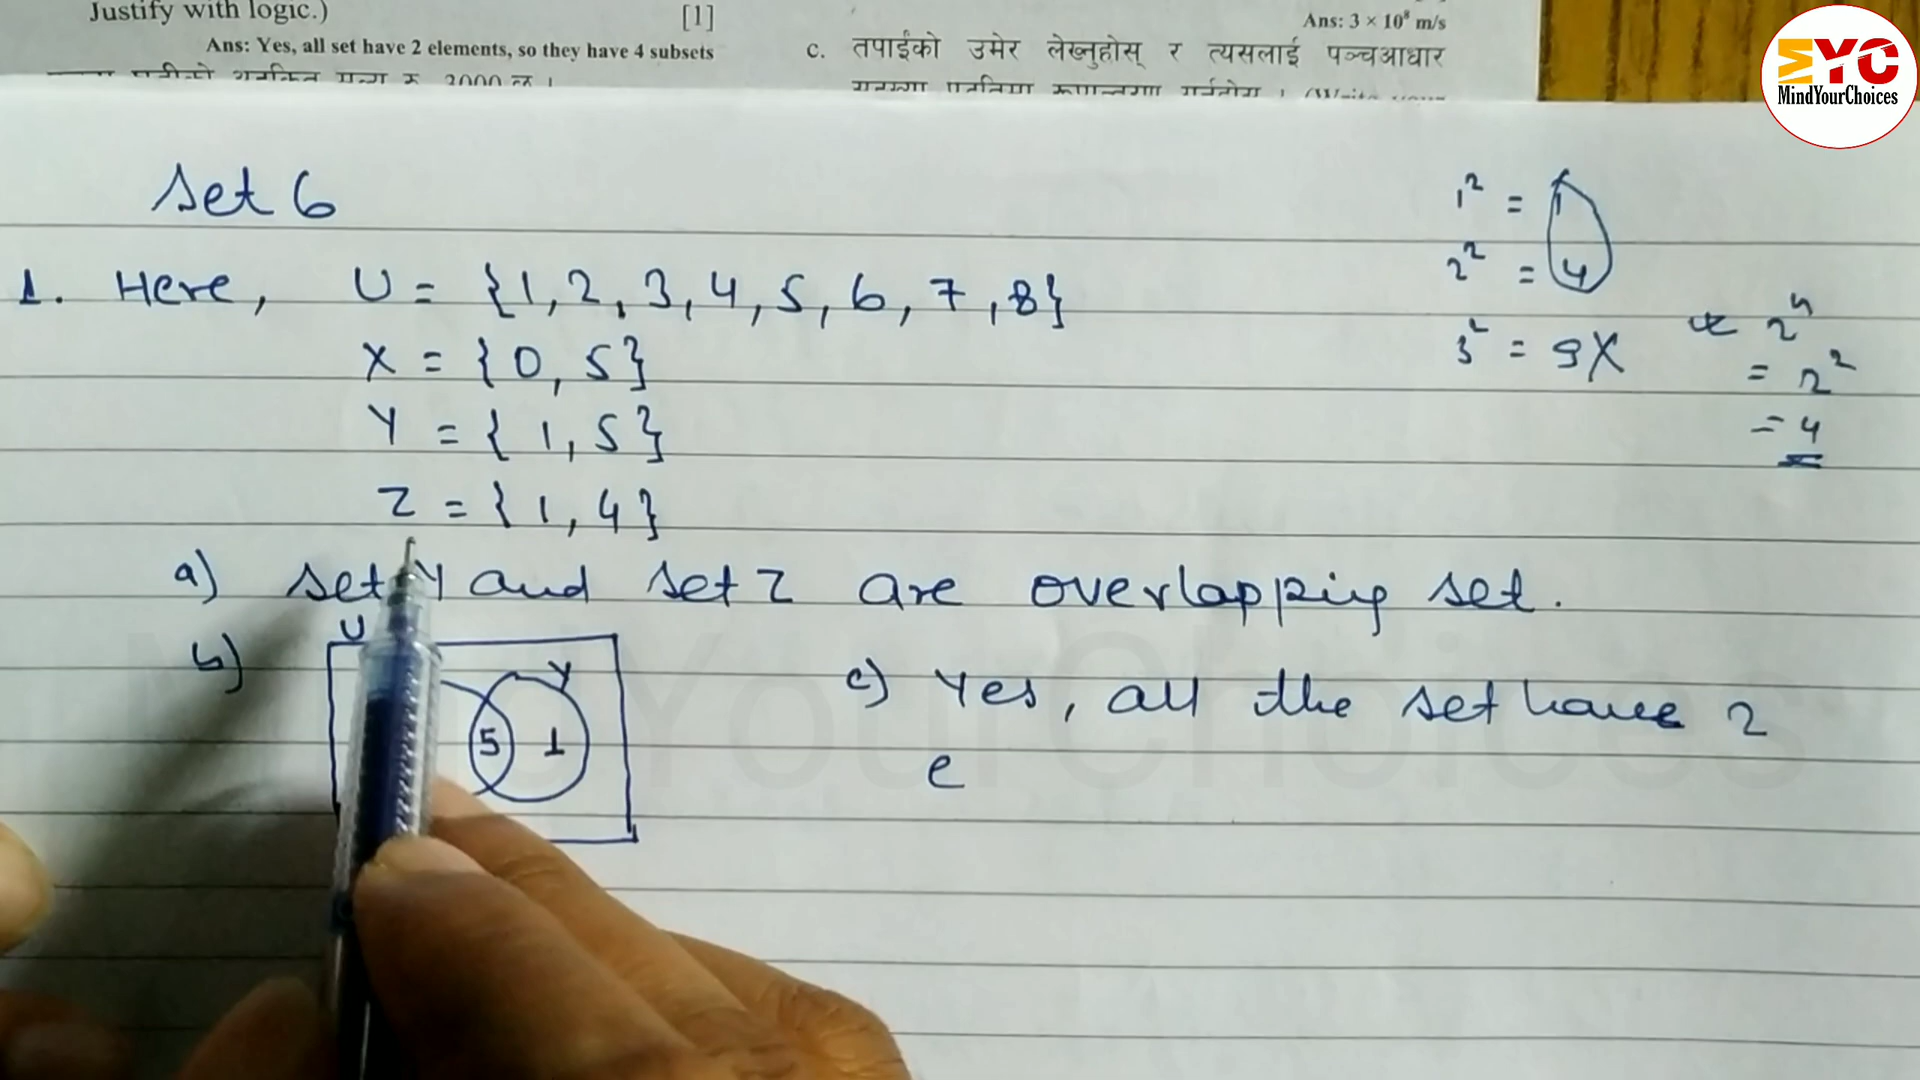 Justify with logic.) [1]
Ans: Yes, all set have 2 elements, so they have 4 subsets
Ans: 3 × 10⁸ m/s
c. तपाईंको उमेर लेख्नुहोस् र त्यसलाई पञ्चआधार
MYC
MindYourChoices
Set 6
1. Here, U = {1, 2, 3, 4, 5, 6, 7, 8}
X = {0, 5}
Y = {1, 5}
Z = {1, 4}
1² = 1
2² = 4
3² = 9X
= 4
a) set Y and set Z are overlapping set.
b) U
Y
5 1
c) Yes, all the set have 2
e